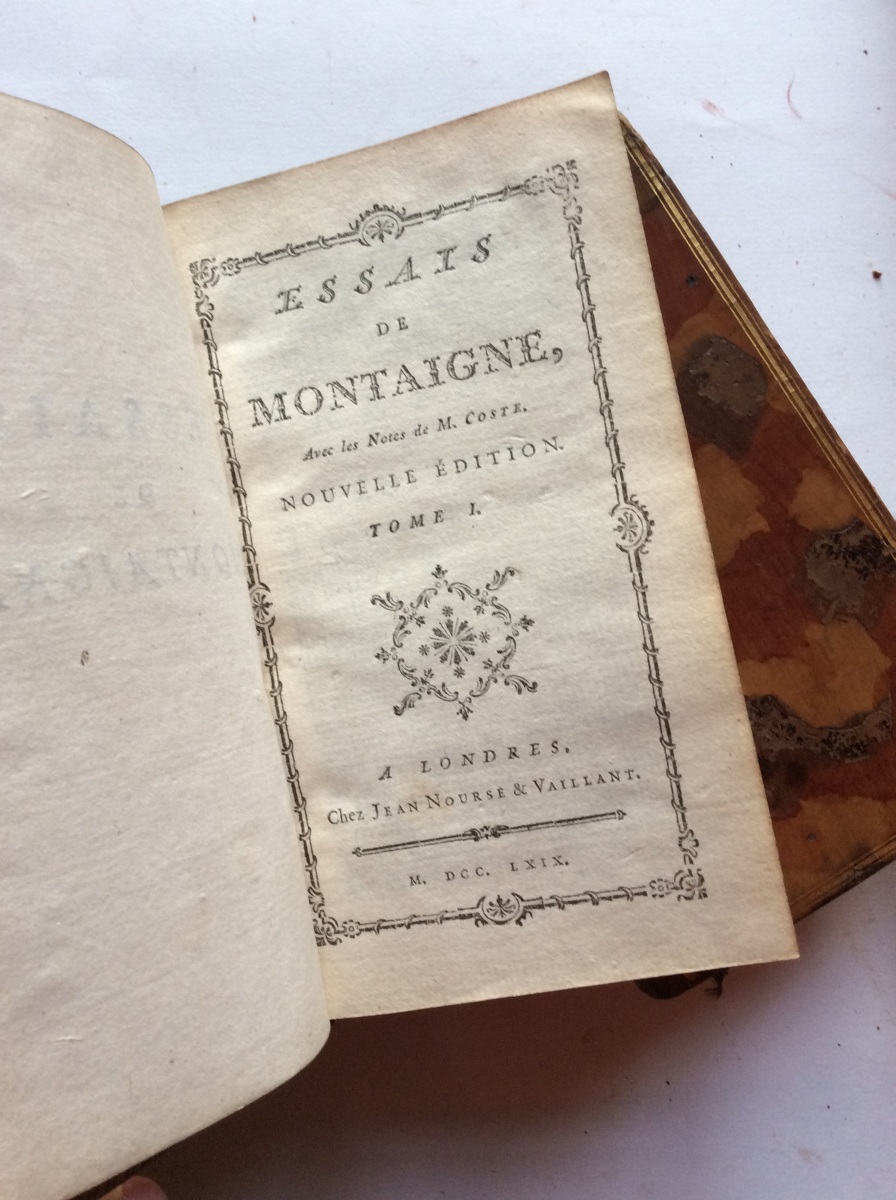 ESSAIS
DE
MONTAIGNE,
Avec les Notes de M. COSTE.
NOUVELLE ÉDITION.
TOME I.
A LONDRES,
Chez JEAN NOURSE & VAILLANT.
M. DCC. LXIX.